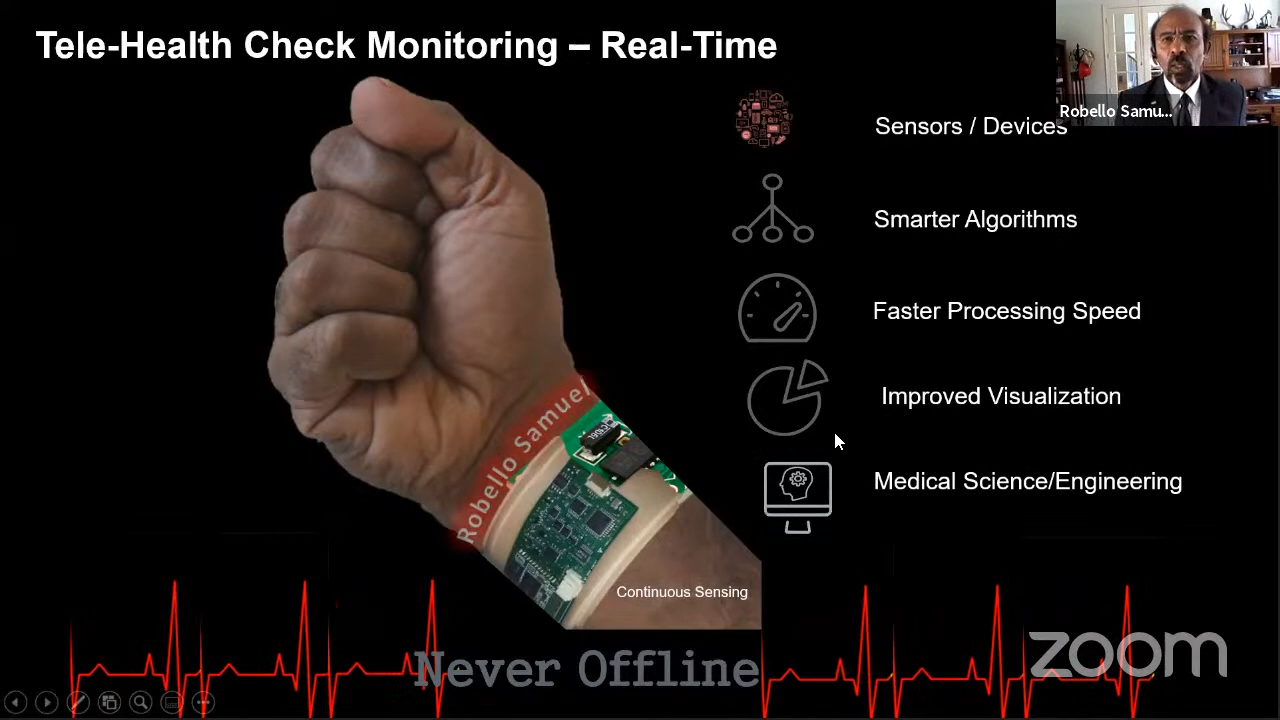 Tele-Health Check Monitoring – Real-Time
Robello Samu...
Sensors / Devices
Smarter Algorithms
Faster Processing Speed
Improved Visualization
Medical Science/Engineering
Robello Samuel
Continuous Sensing
Never Offline
zoom